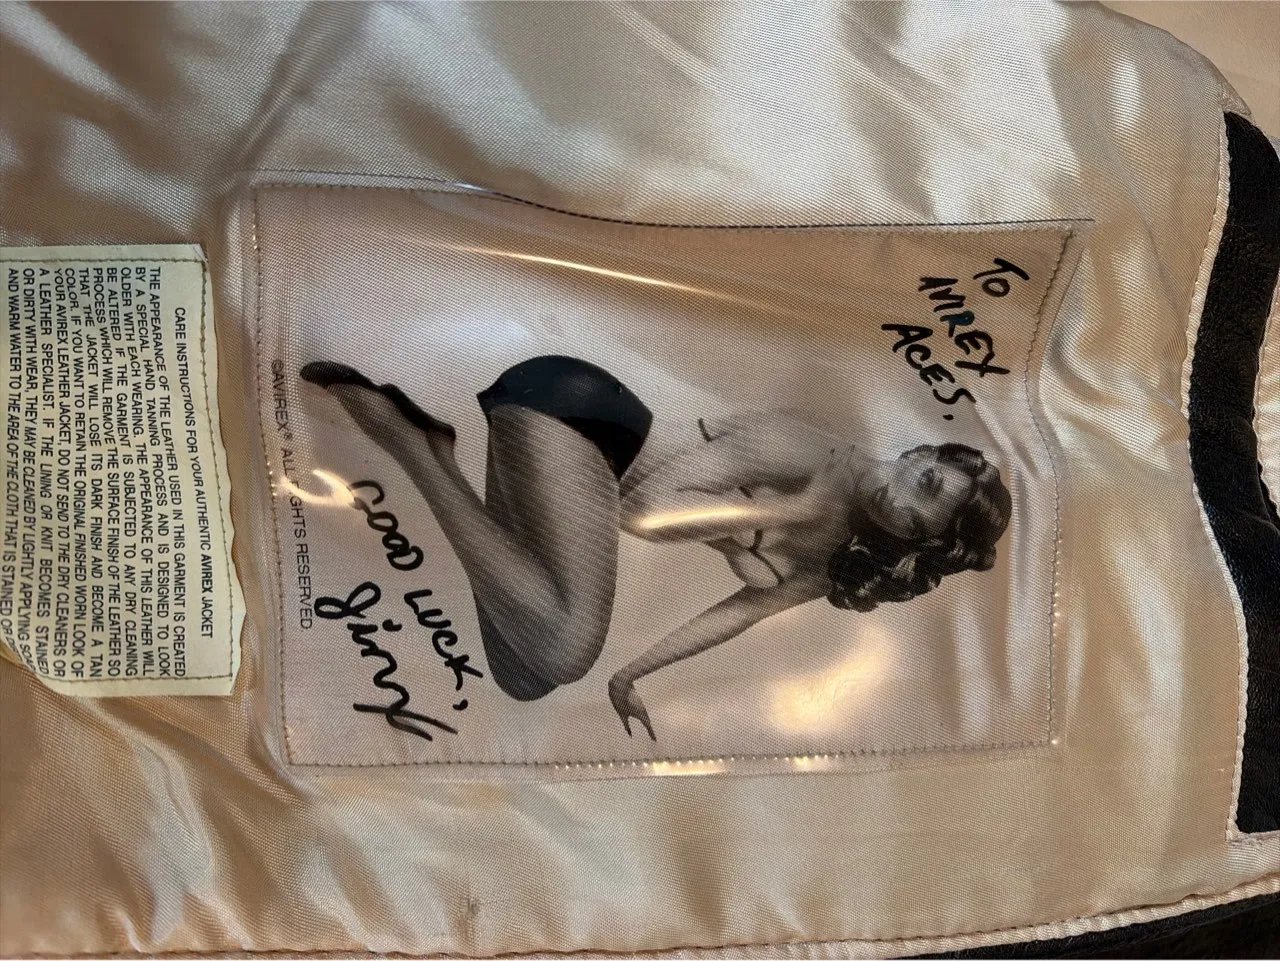 TO
AVIREX
ACES,
GOOD LUCK,
Jinx
©AVIREX® ALL RIGHTS RESERVED.
CARE INSTRUCTIONS FOR YOUR AUTHENTIC AVIREX JACKET
THE APPEARANCE OF THE LEATHER USED IN THIS GARMENT IS CREATED
BY A SPECIAL HAND TANNING PROCESS AND IS DESIGNED TO LOOK
OLDER WITH EACH WEARING. THE APPEARANCE OF THIS LEATHER WILL
BE ALTERED IF THE GARMENT IS SUBJECTED TO ANY DRY CLEANING
PROCESS WHICH WILL REMOVE THE SURFACE FINISH OF THE LEATHER SO
THAT THE JACKET WILL LOSE ITS DARK FINISH AND BECOME A TAN
COLOR. IF YOU WANT TO RETAIN THE ORIGINAL FINISHED WORN LOOK OF
YOUR AVIREX LEATHER JACKET, DO NOT SEND TO THE DRY CLEANERS OR
A LEATHER SPECIALIST. IF THE LINING OR KNIT BECOMES STAINED
OR DIRTY WITH WEAR, THEY MAY BE CLEANED BY LIGHTLY APPLYING SOAP
AND WARM WATER TO THE AREA OF THE CLOTH THAT IS STAINED OR